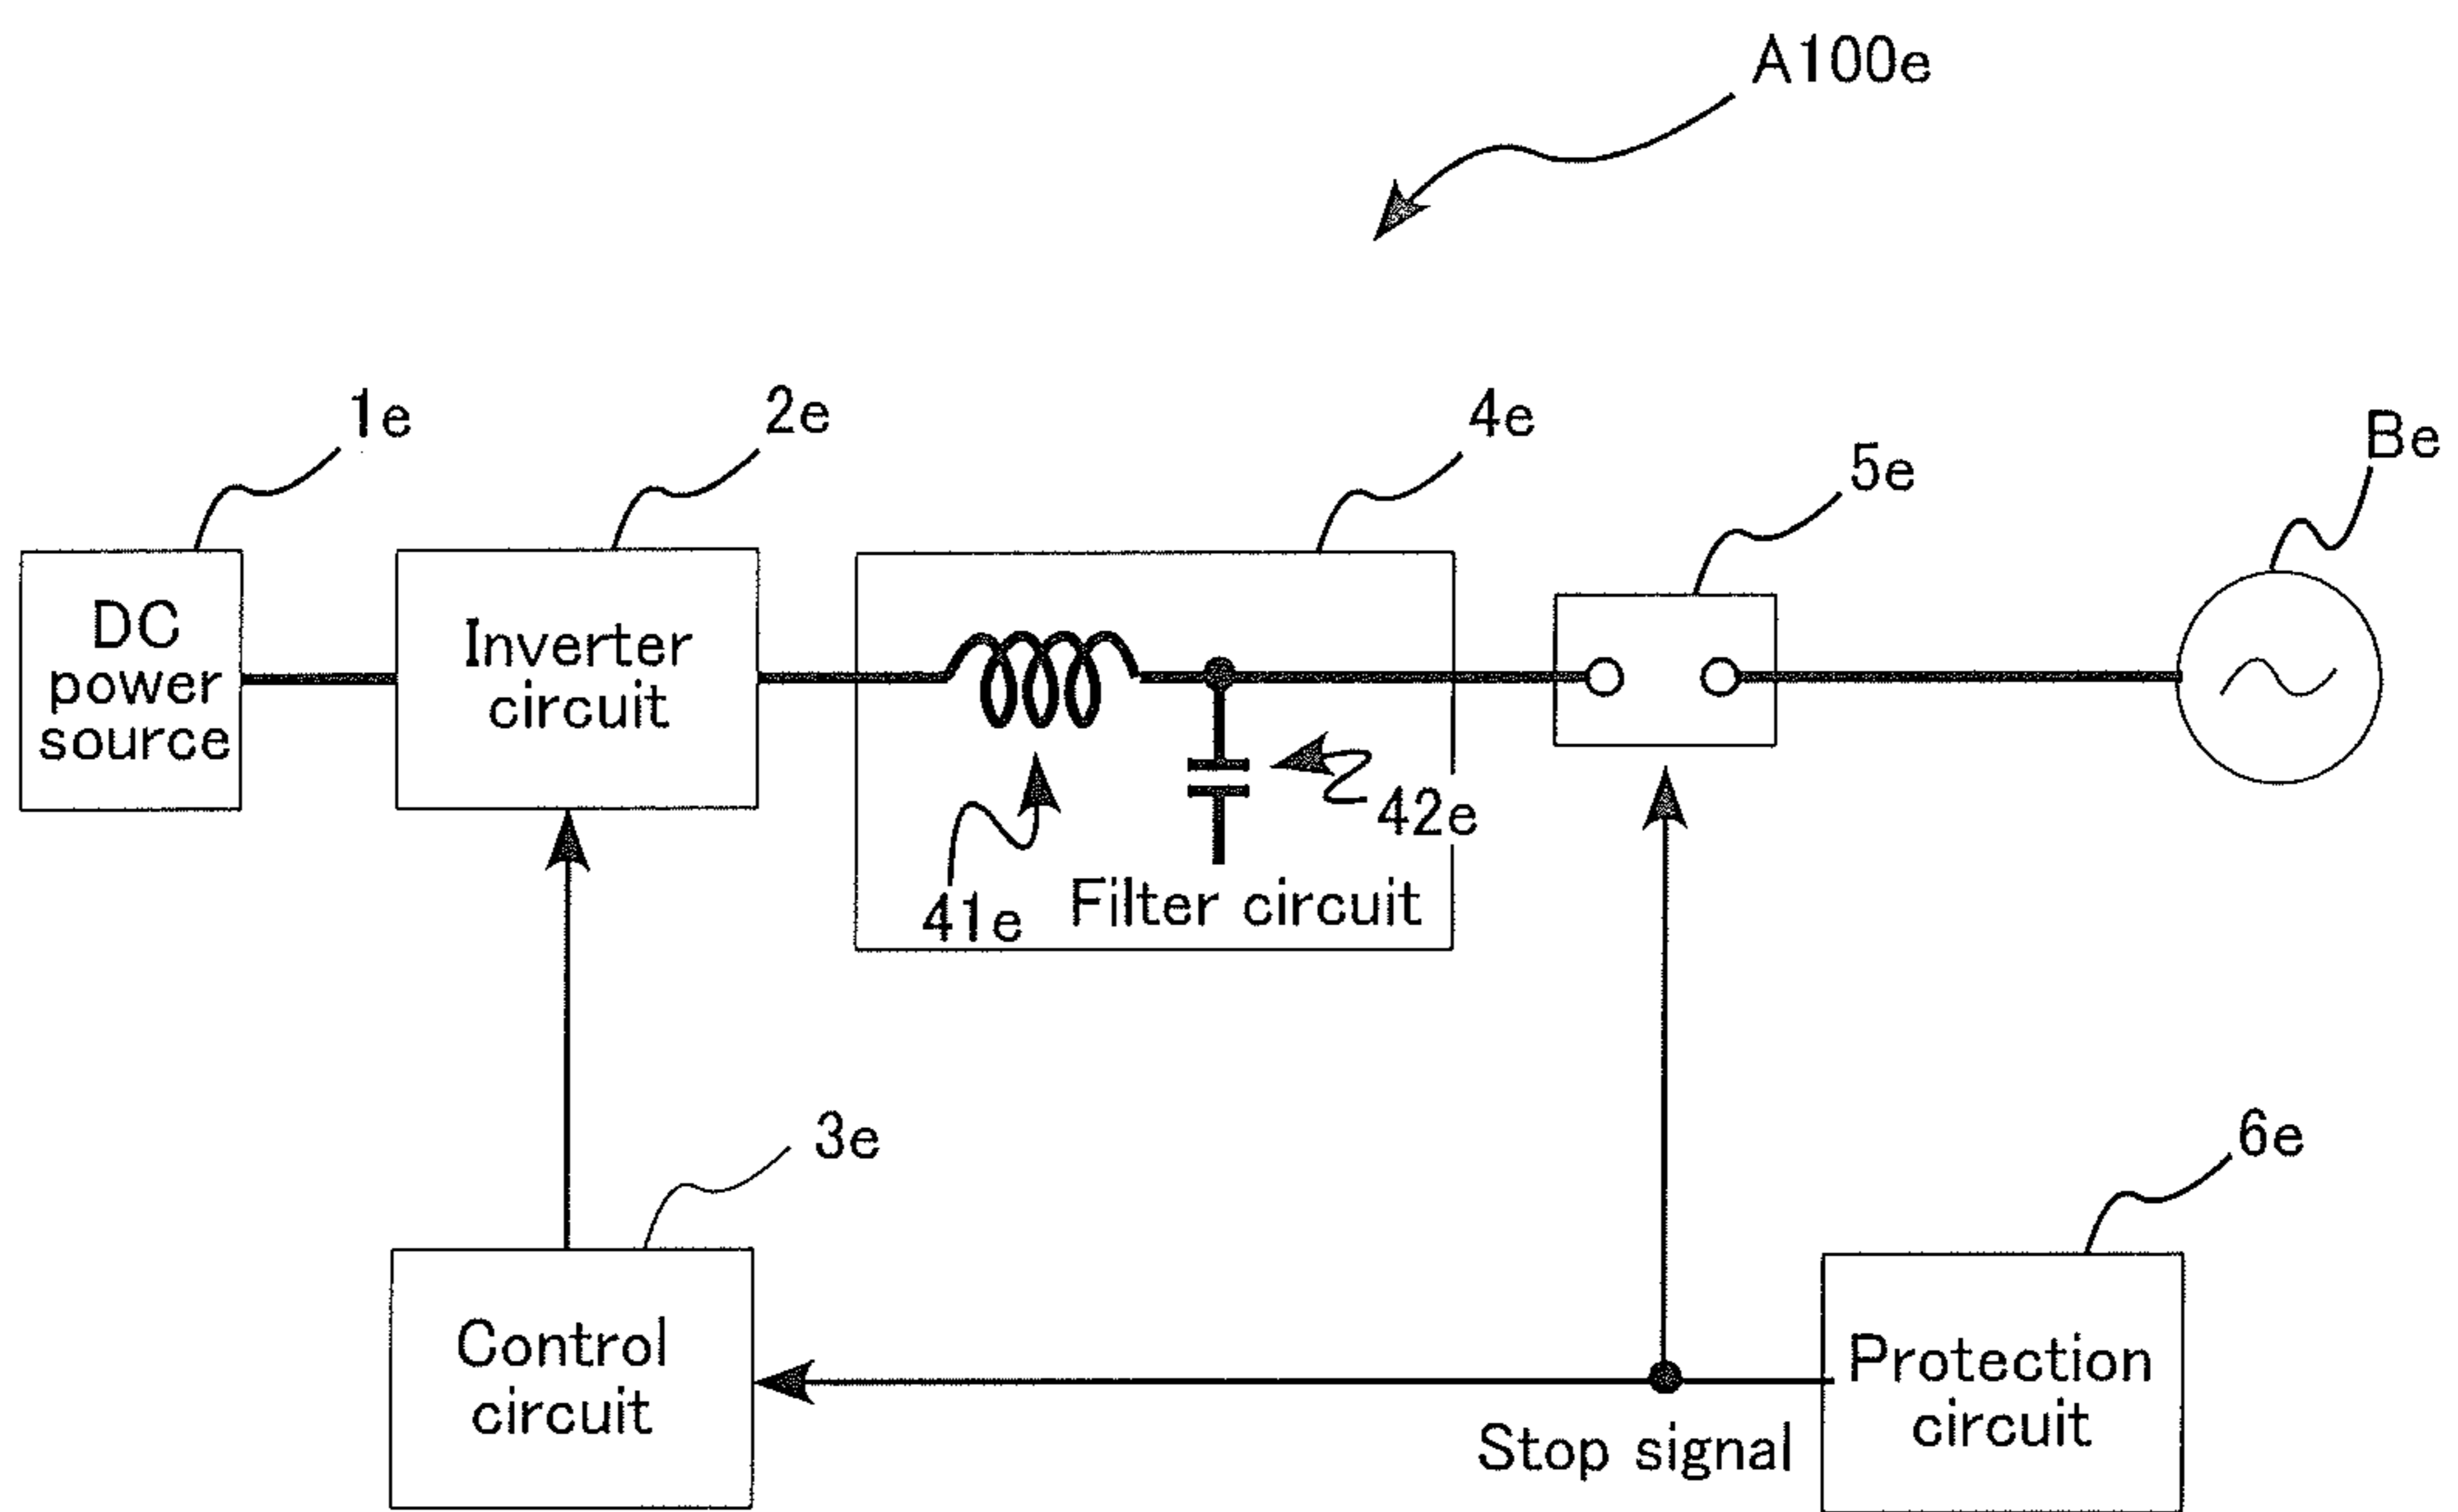 A100e
1e
2e
4e
5e
Be
DC
power
source
Inverter
circuit
42e
41e
Filter circuit
3e
6e
Control
circuit
Protection
circuit
Stop signal